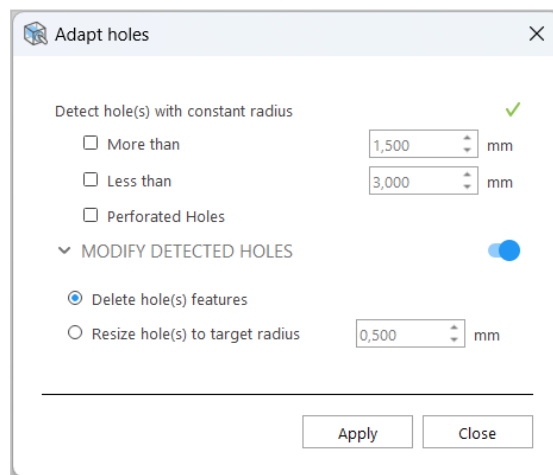 Adapt holes
Detect hole(s) with constant radius
More than 1,500 mm
Less than 3,000 mm
Perforated Holes
MODIFY DETECTED HOLES
Delete hole(s) features
Resize hole(s) to target radius 0,500 mm
Apply Close